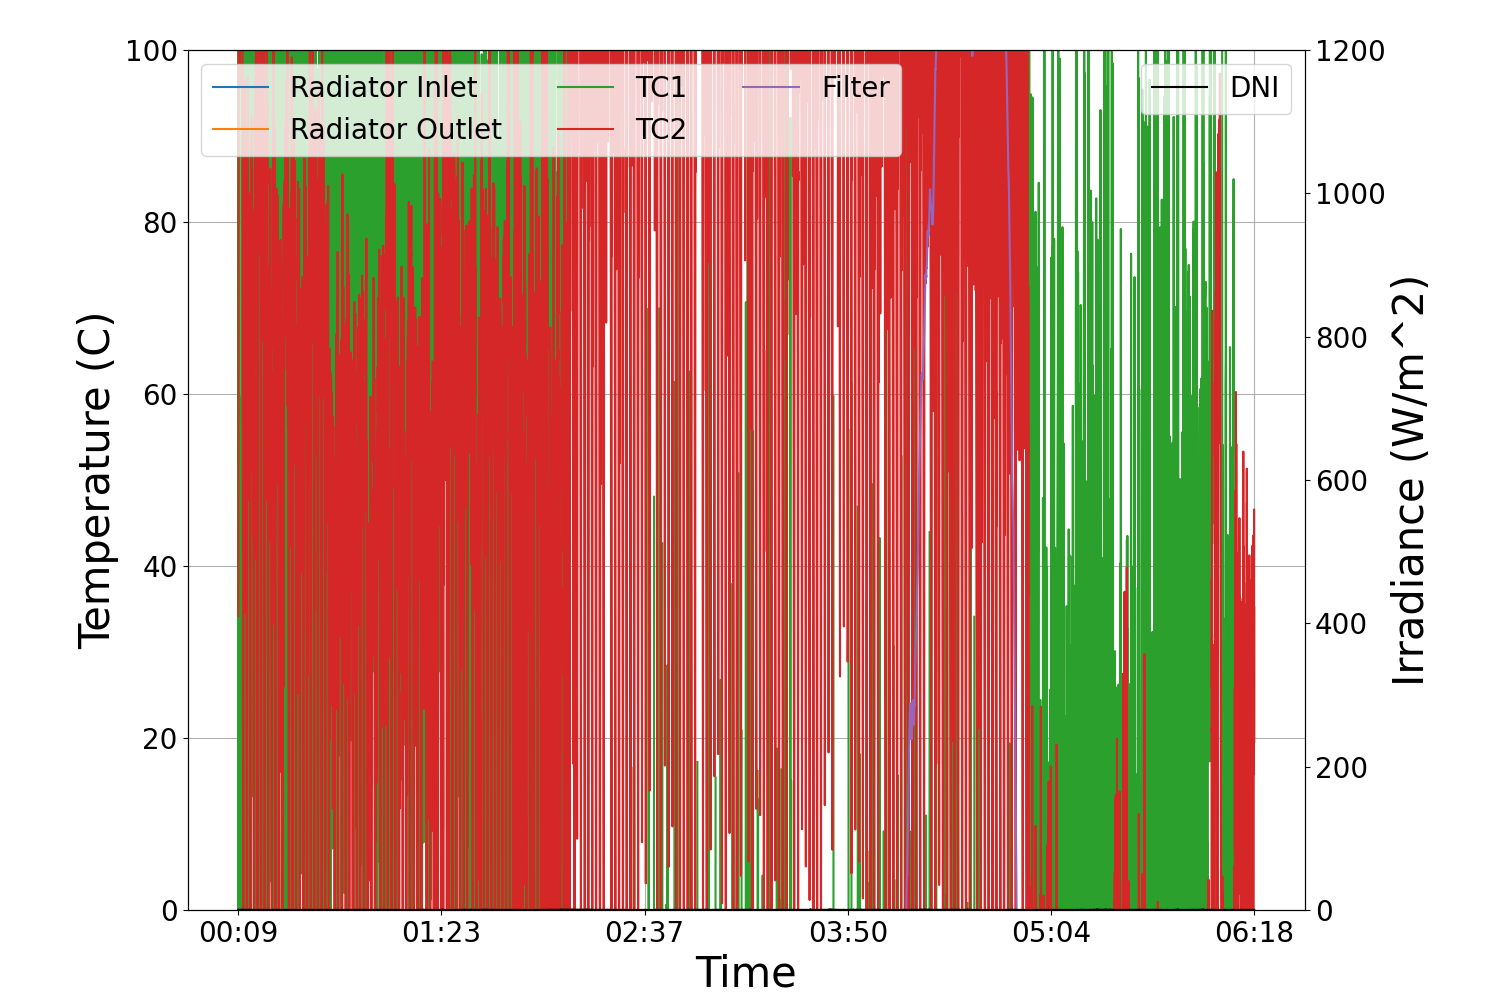 100
80
60
40
20
0
Temperature (C)
Radiator Inlet
Radiator Outlet
TC1
TC2
Filter
DNI
1200
1000
800
600
400
200
0
Irradiance (W/m^2)
00:09
01:23
02:37
03:50
05:04
06:18
Time